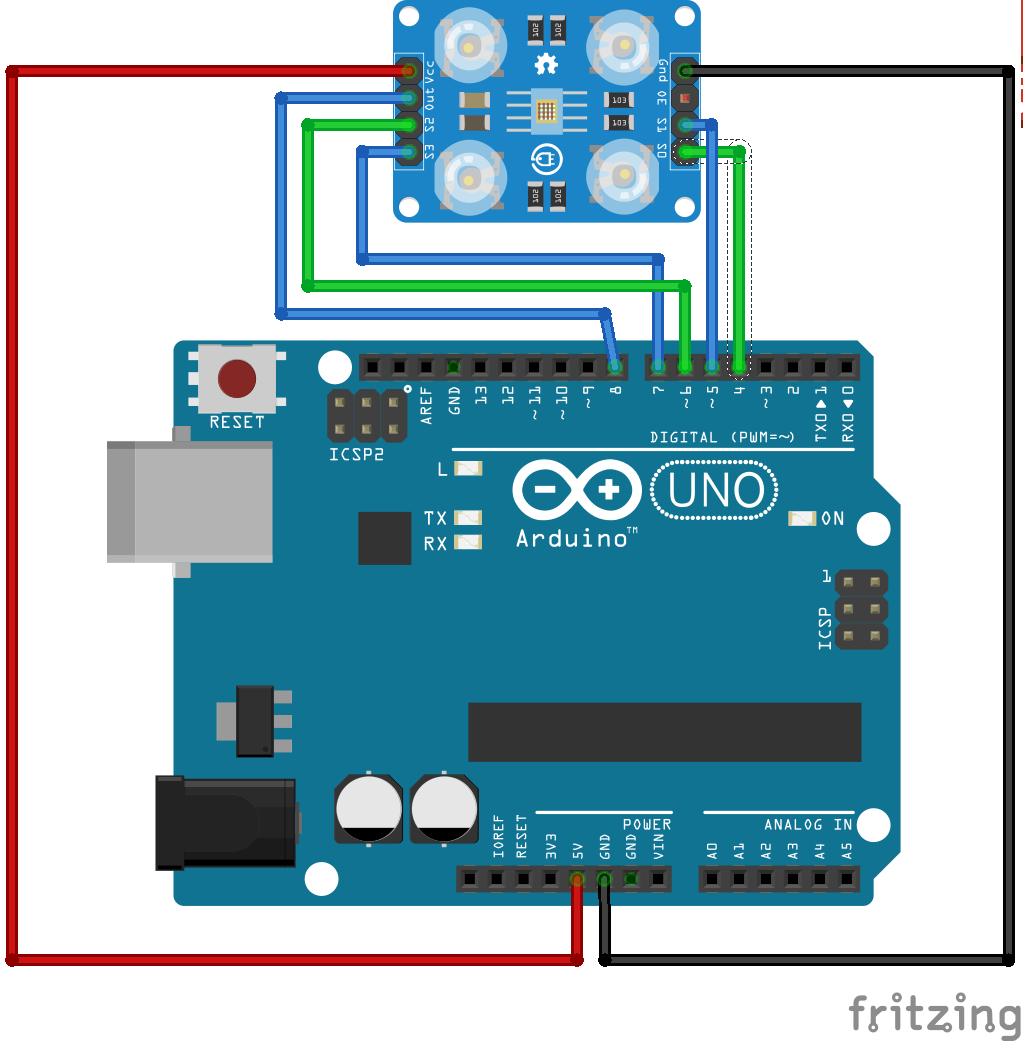 102 102
Vcc Gnd
Out OE
103
S2 S1
103
S3 S0
102 102
AREF GND 13 12 ~11 ~10 ~9 8 7 ~6 ~5 4 ~3 2 TX0▶1 RX0◀0
RESET
DIGITAL (PWM=~)
ICSP2
L
UNO
TX
ON
Arduino™
RX
1
ICSP
POWER
ANALOG IN
IOREF RESET 3V3 5V GND GND VIN A0 A1 A2 A3 A4 A5
fritzing